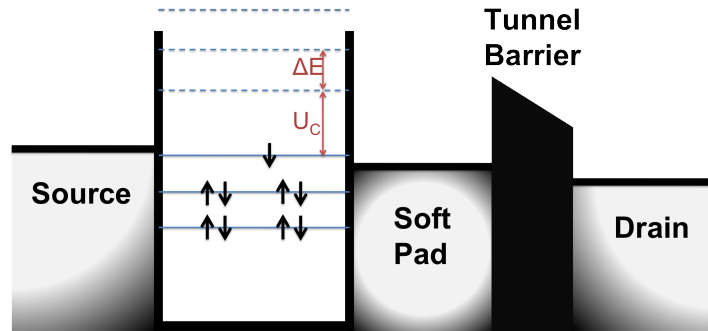 Tunnel
Barrier
ΔE
U_C
Source
Soft
Pad
Drain